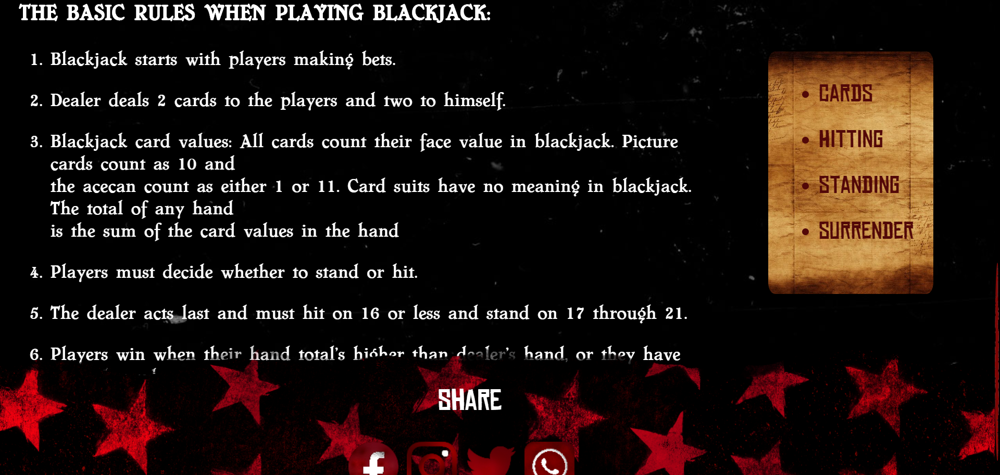 THE BASIC RULES WHEN PLAYING BLACKJACK:
1. Blackjack starts with players making bets.
2. Dealer deals 2 cards to the players and two to himself.
3. Blackjack card values: All cards count their face value in blackjack. Picture
cards count as 10 and
the acecan count as either 1 or 11. Card suits have no meaning in blackjack.
The total of any hand
is the sum of the card values in the hand
4. Players must decide whether to stand or hit.
5. The dealer acts last and must hit on 16 or less and stand on 17 through 21.
6. Players win when their hand total's higher than dealer's hand, or they have
CARDS
HITTING
STANDING
SURRENDER
SHARE